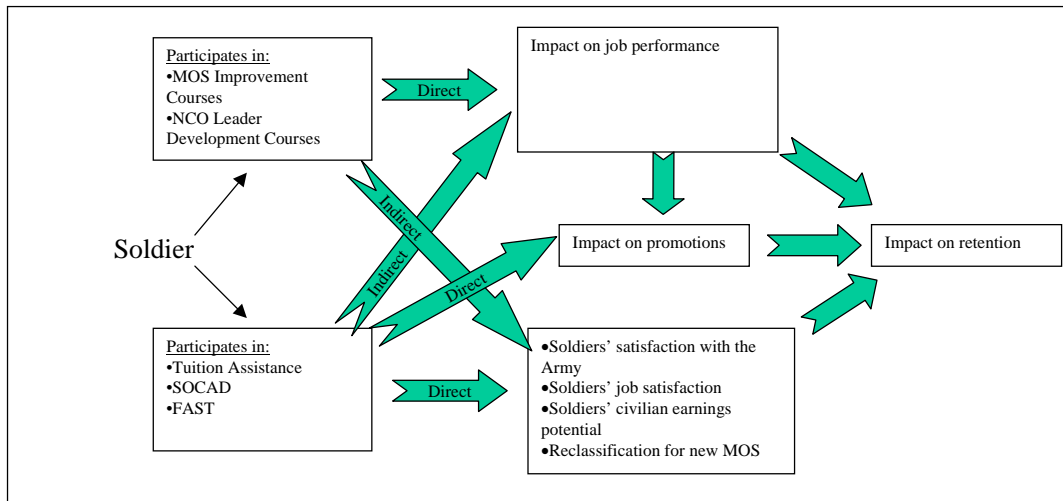 Participates in:
•MOS Improvement
Courses
•NCO Leader
Development Courses
Direct
Impact on job performance
Indirect
Indirect
Soldier
Direct
Impact on promotions
Impact on retention
Participates in:
•Tuition Assistance
•SOCAD
•FAST
Direct
•Soldiers’ satisfaction with the
Army
•Soldiers’ job satisfaction
•Soldiers’ civilian earnings
potential
•Reclassification for new MOS